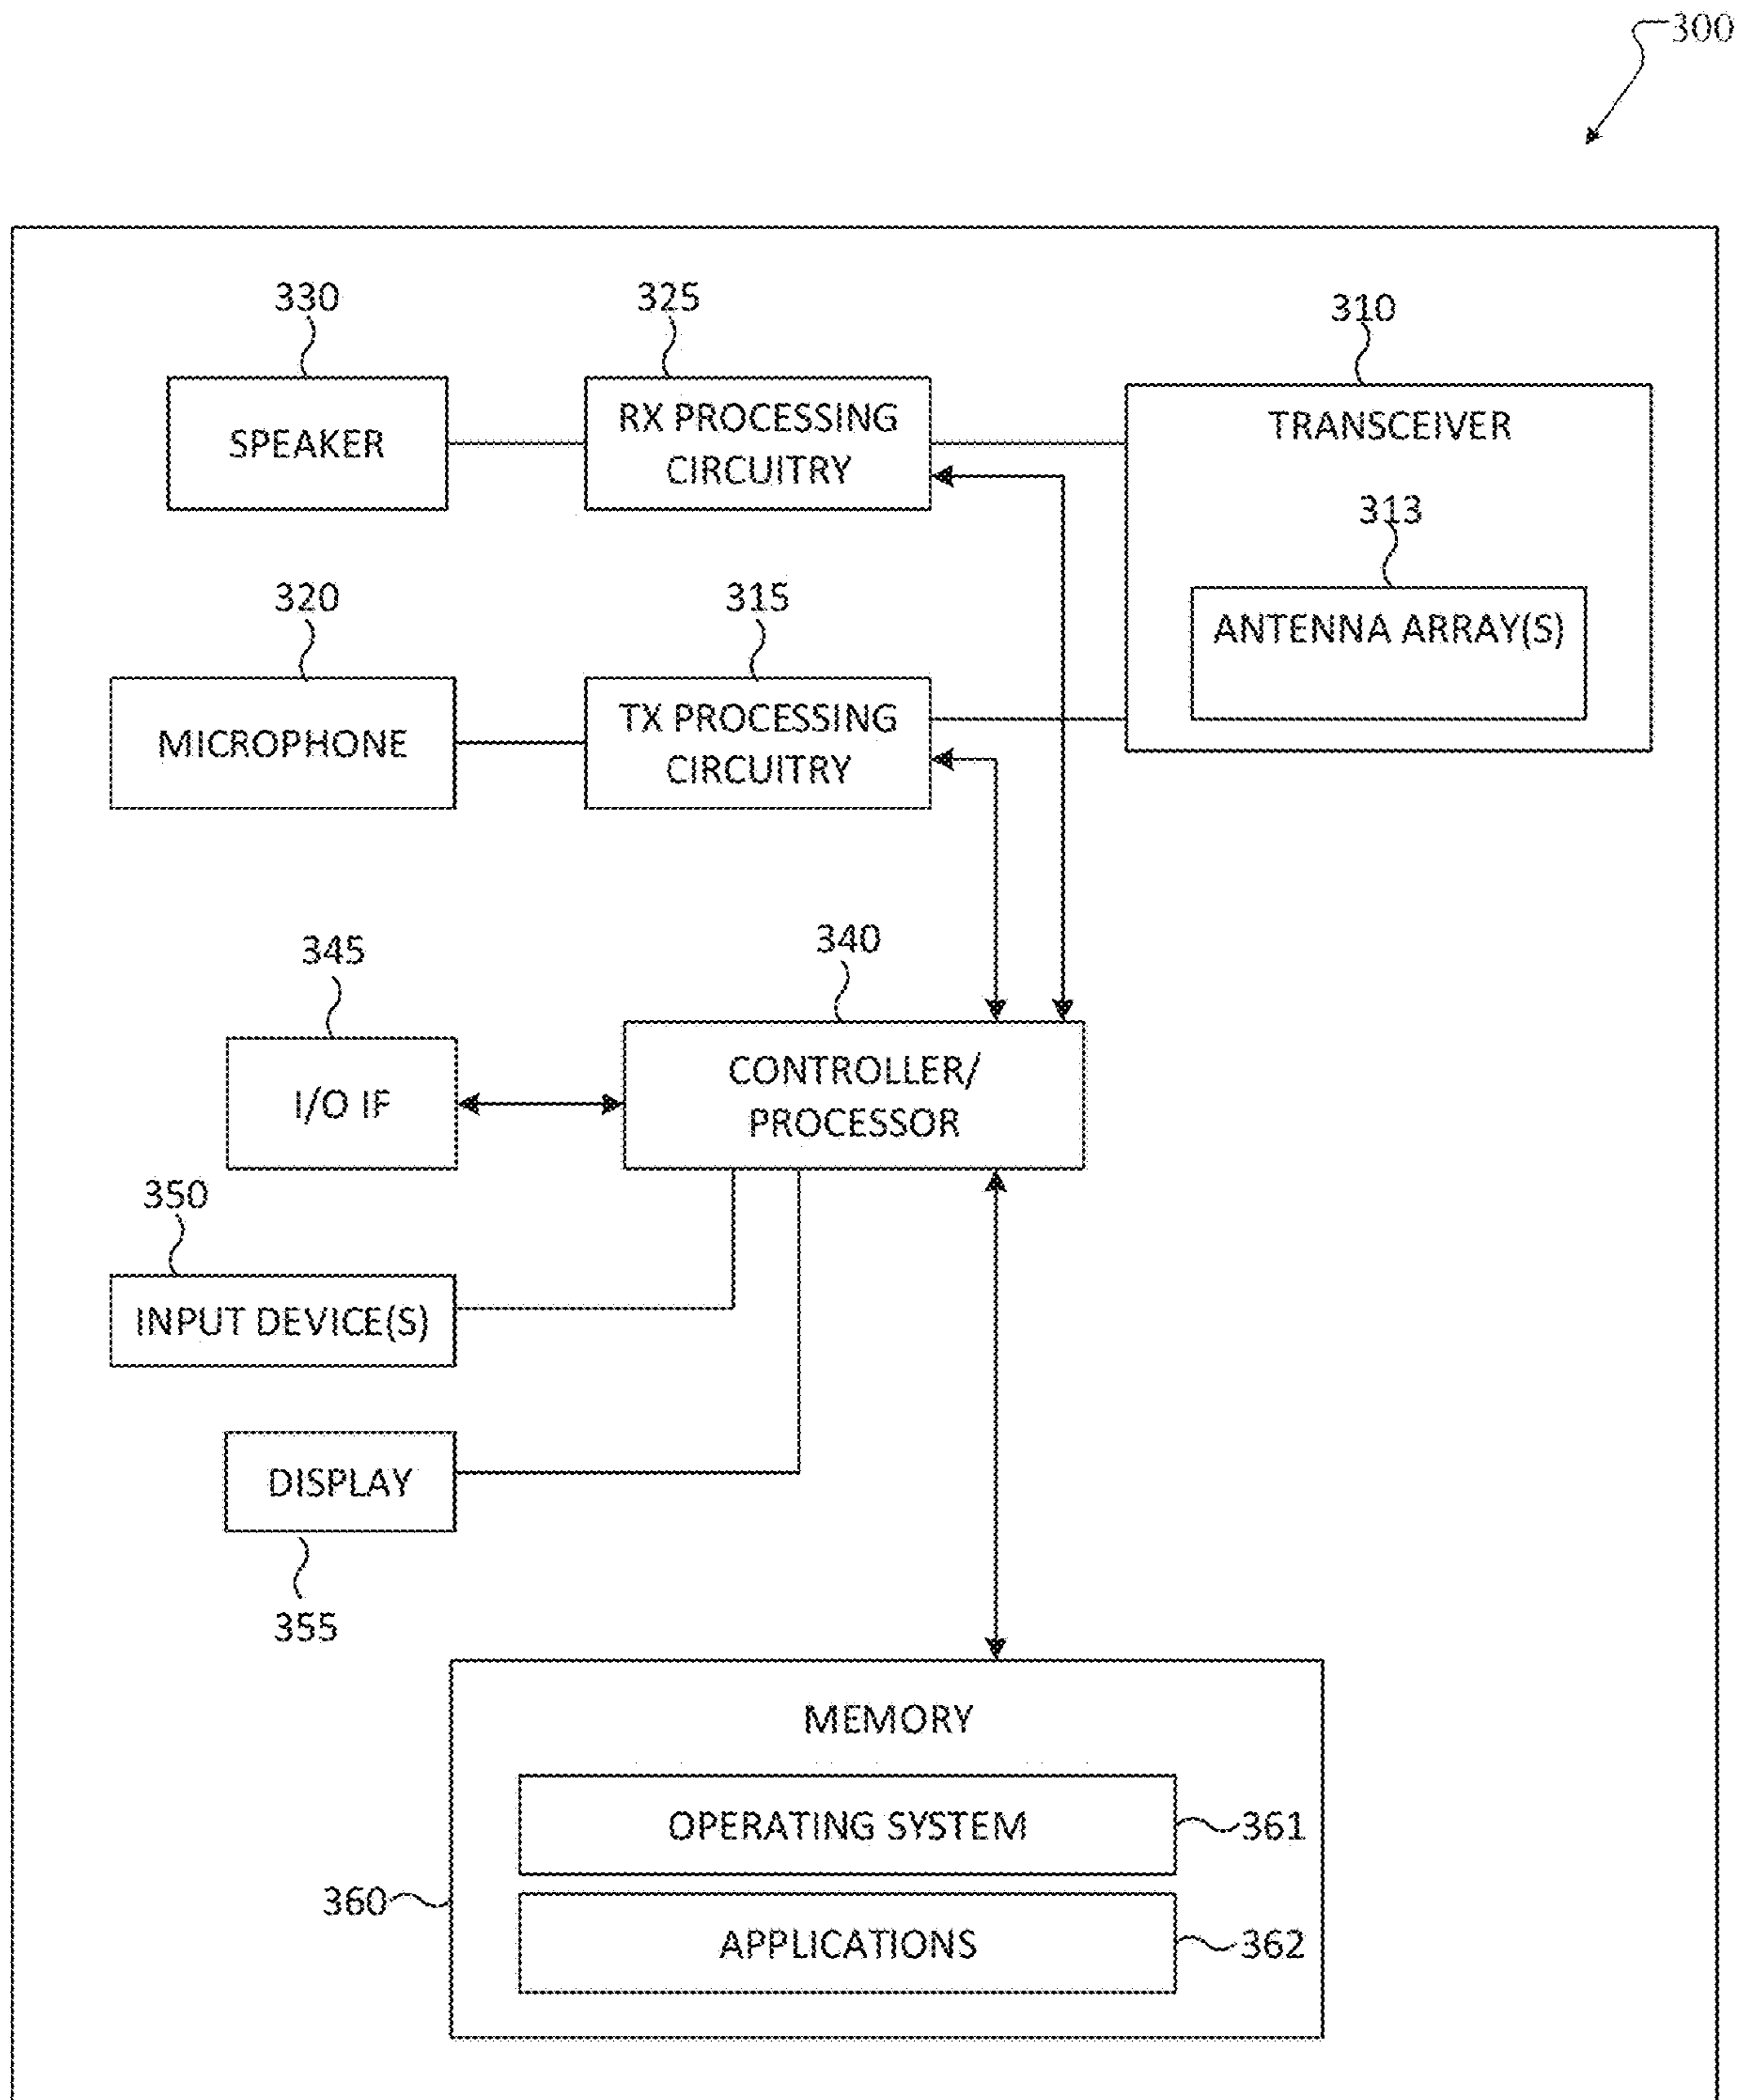 300
330
325
310
SPEAKER
RX PROCESSING
CIRCUITRY
TRANSCEIVER
313
ANTENNA ARRAY(S)
320
315
MICROPHONE
TX PROCESSING
CIRCUITRY
345
340
I/O IF
CONTROLLER/
PROCESSOR
350
INPUT DEVICE(S)
DISPLAY
355
MEMORY
OPERATING SYSTEM
361
360
APPLICATIONS
362